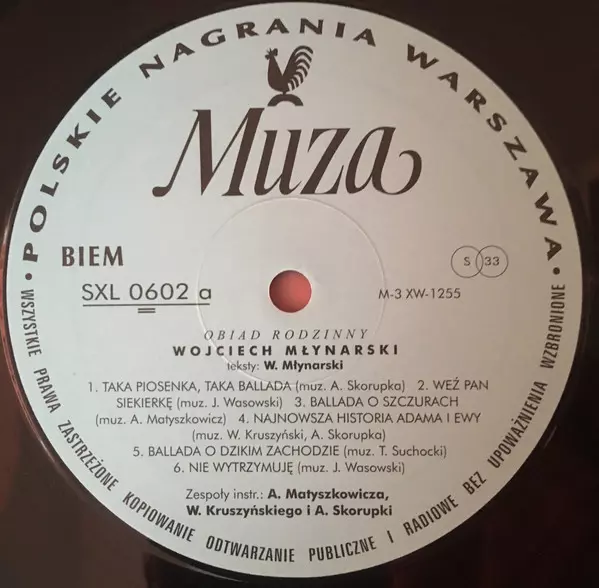 • POLSKIE NAGRANIA WARSZAWA •
Muza
BIEM
S 33
SXL 0602 a
M-3 XW-1255
OBIAD RODZINNY
WOJCIECH MŁYNARSKI
teksty: W. Młynarski
1. TAKA PIOSENKA, TAKA BALLADA (muz. A. Skorupka) 2. WEŹ PAN
SIEKIERKĘ (muz. J. Wasowski) 3. BALLADA O SZCZURACH
(muz. A. Matyszkowicz) 4. NAJNOWSZA HISTORIA ADAMA I EWY
(muz. W. Kruszyński, A. Skorupka)
5. BALLADA O DZIKIM ZACHODZIE (muz. T. Suchocki)
6. NIE WYTRZYMUJĘ (muz. J. Wasowski)
Zespoły instr.: A. Matyszkowicza,
W. Kruszyńskiego i A. Skorupki
WSZYSTKIE PRAWA ZASTRZEŻONE KOPIOWANIE ODTWARZANIE PUBLICZNE I RADIOWE BEZ UPOWAŻNIENIA WZBRONIONE